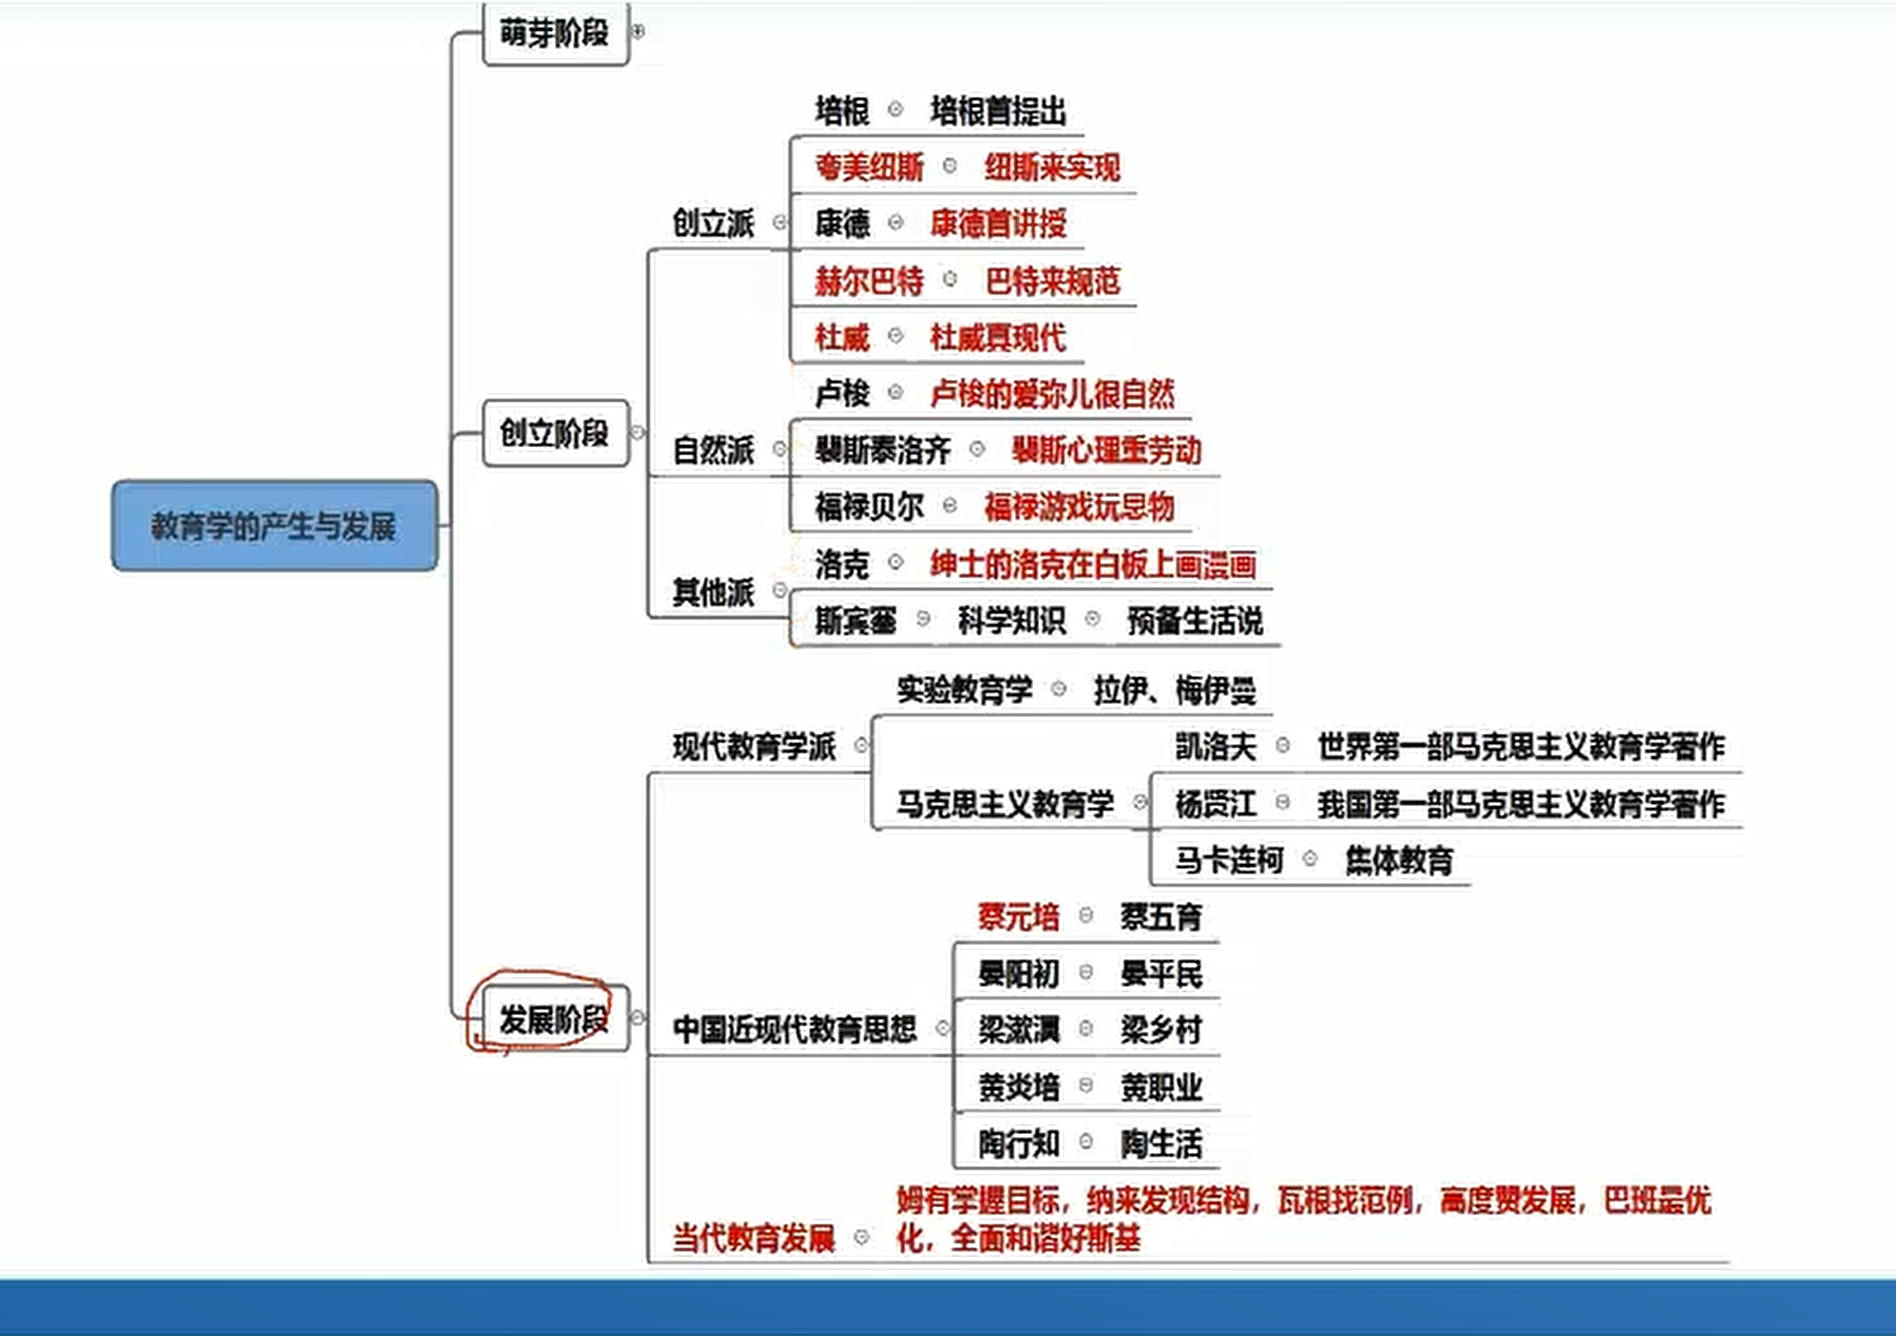 萌芽阶段
培根 培根首提出
夸美纽斯 纽斯来实现
创立派 康德 康德首讲授
赫尔巴特 巴特来规范
杜威 杜威真现代
卢梭 卢梭的爱弥儿很自然
创立阶段
自然派 裴斯泰洛齐 裴斯心理重劳动
福禄贝尔 福禄游戏玩恩物
教育学的产生与发展
洛克 绅士的洛克在白板上画漫画
其他派
斯宾塞 科学知识 预备生活说
实验教育学 拉伊、梅伊曼
现代教育学派
凯洛夫 世界第一部马克思主义教育学著作
马克思主义教育学 杨贤江 我国第一部马克思主义教育学著作
马卡连柯 集体教育
蔡元培 蔡五育
晏阳初 晏平民
发展阶段
中国近现代教育思想 梁漱溟 梁乡村
黄炎培 黄职业
陶行知 陶生活
姆有掌握目标，纳来发现结构，瓦根找范例，高度赞发展，巴班最优
当代教育发展 化，全面和谐好斯基